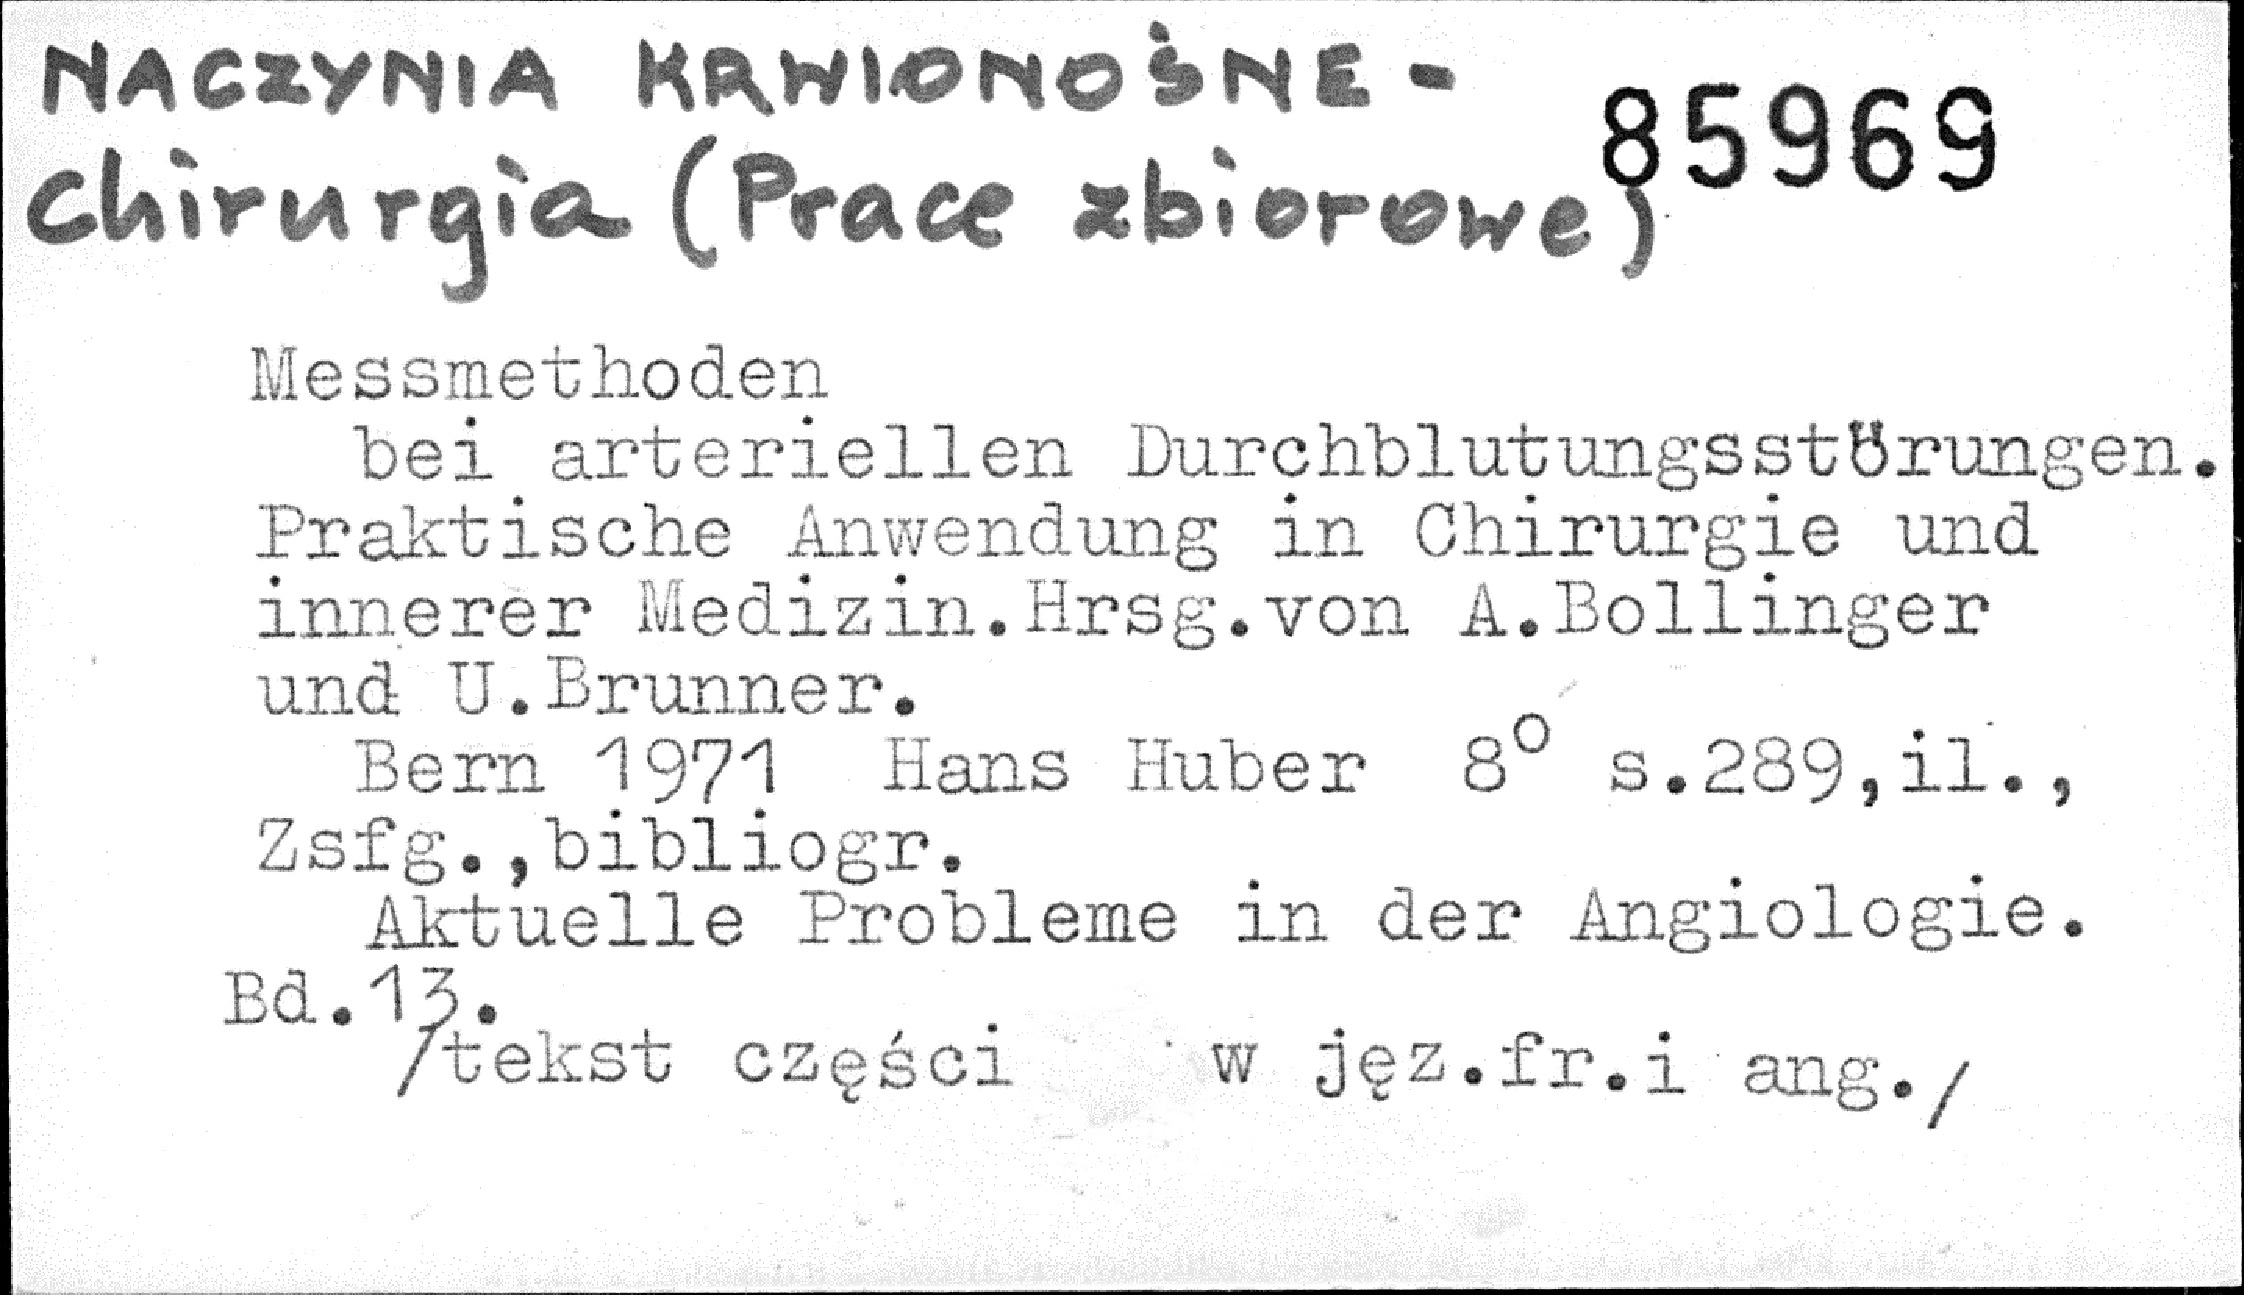 NACZYNIA KRWIONOŚNE -
85969
Chirurgia (Prace zbiorowe)
Messmethoden
bei arteriellen Durchblutungsstörungen.
Praktische Anwendung in Chirurgie und
innerer Medizin.Hrsg.von A.Bollinger
und U.Brunner.
Bern 1971 Hans Huber 8° s.289,il.,
Zsfg.,bibliogr.
Aktuelle Probleme in der Angiologie.
Bd.13.
/tekst części w jęz.fr.i ang./